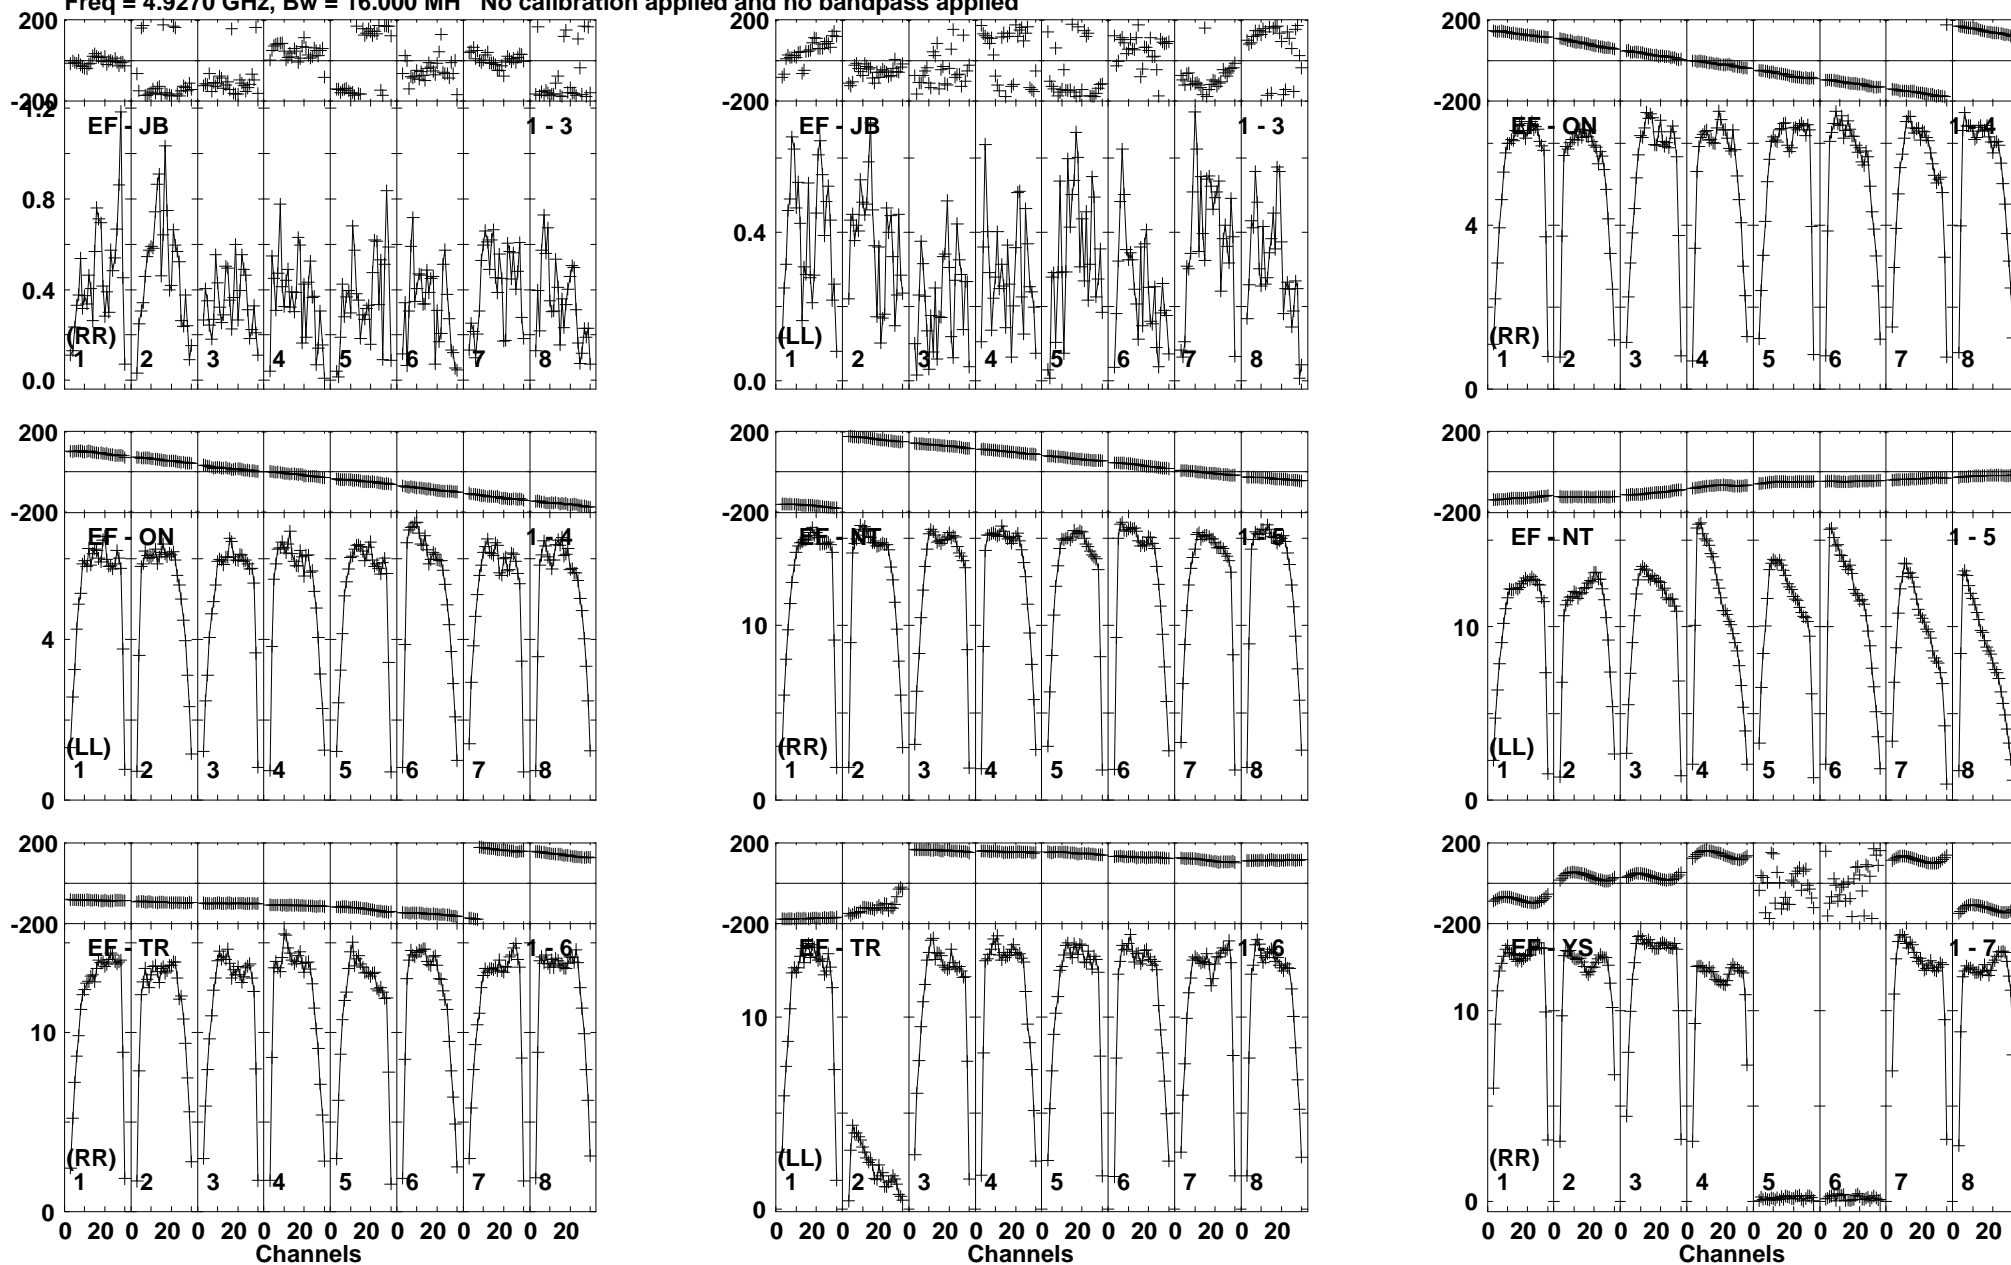 Freq = 4.9270 GHz, Bw = 16.000 MH No calibration applied and no bandpass applied
200 200 200
-200 -200 -200
1.2
EF - JB 1 - 3 EF - JB 1 - 3 EF - ON 1 - 4
0.8
0.4 4
0.4
(RR) (LL) (RR)
1 2 3 4 5 6 7 8 1 2 3 4 5 6 7 8 1 2 3 4 5 6 7 8
0.0 0.0 0
200 200 200
-200 -200 -200
EF - ON 1 - 4 EF - NT 1 - 5 EF - NT 1 - 5
4 10 10
(LL) (RR) (LL)
1 2 3 4 5 6 7 8 1 2 3 4 5 6 7 8 1 2 3 4 5 6 7 8
0 0 0
200 200 200
-200 -200 -200
EF - TR 1 - 6 EF - TR 1 - 6 EF - YS 1 - 7
10 10 10
(RR) (LL) (RR)
1 2 3 4 5 6 7 8 1 2 3 4 5 6 7 8 1 2 3 4 5 6 7 8
0 0 0
0 20 0 20 0 20 0 20 0 20 0 20 0 20 0 20 0 20 0 20 0 20 0 20 0 20 0 20 0 20 0 20 0 20 0 20 0 20 0 20 0 20 0 20 0 20 0 20
Channels Channels Channels